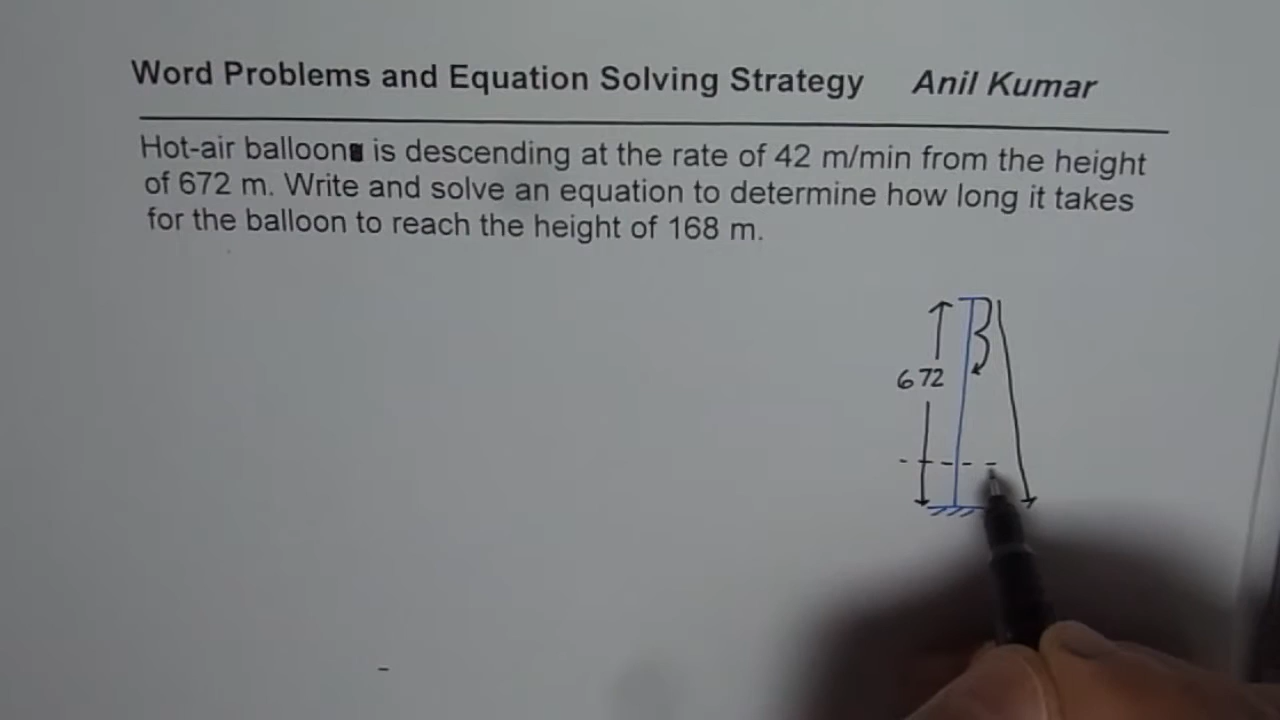 Word Problems and Equation Solving Strategy Anil Kumar
Hot-air balloon is descending at the rate of 42 m/min from the height
of 672 m. Write and solve an equation to determine how long it takes
for the balloon to reach the height of 168 m.
672